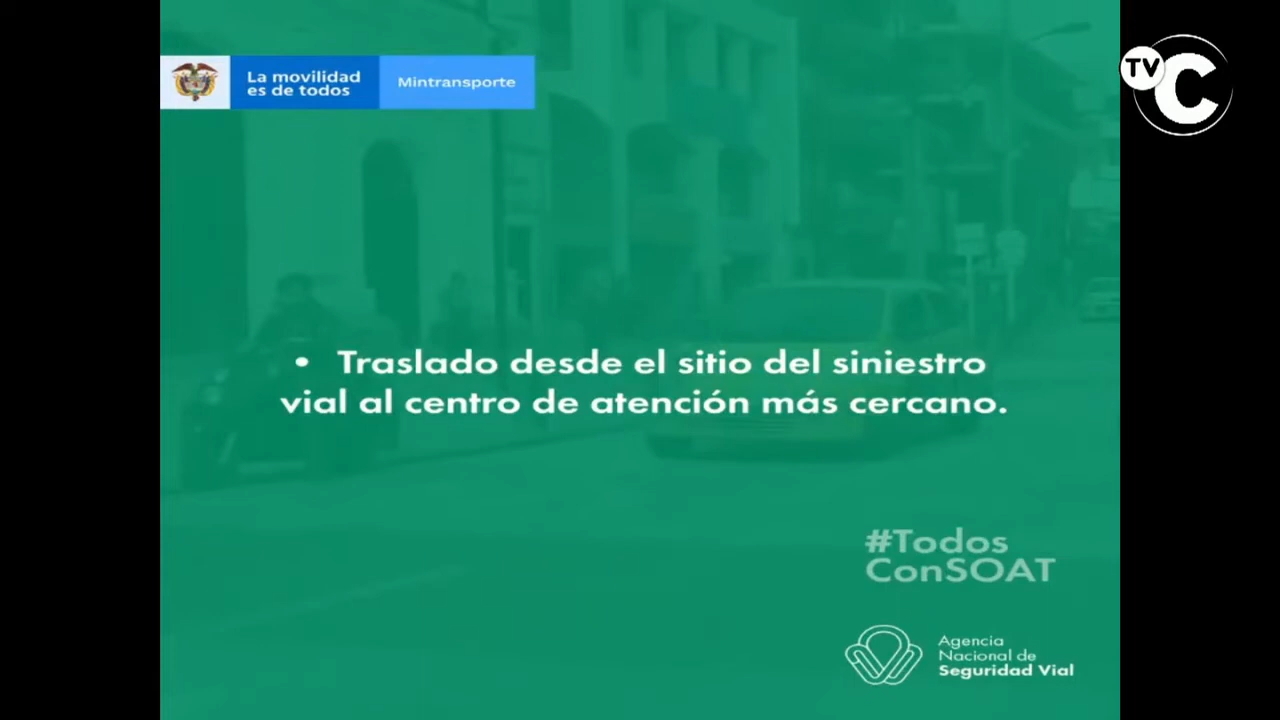 La movilidad
es de todos
Mintransporte
TV C
• Traslado desde el sitio del siniestro
vial al centro de atención más cercano.
#Todos
ConSOAT
Agencia
Nacional de
Seguridad Vial